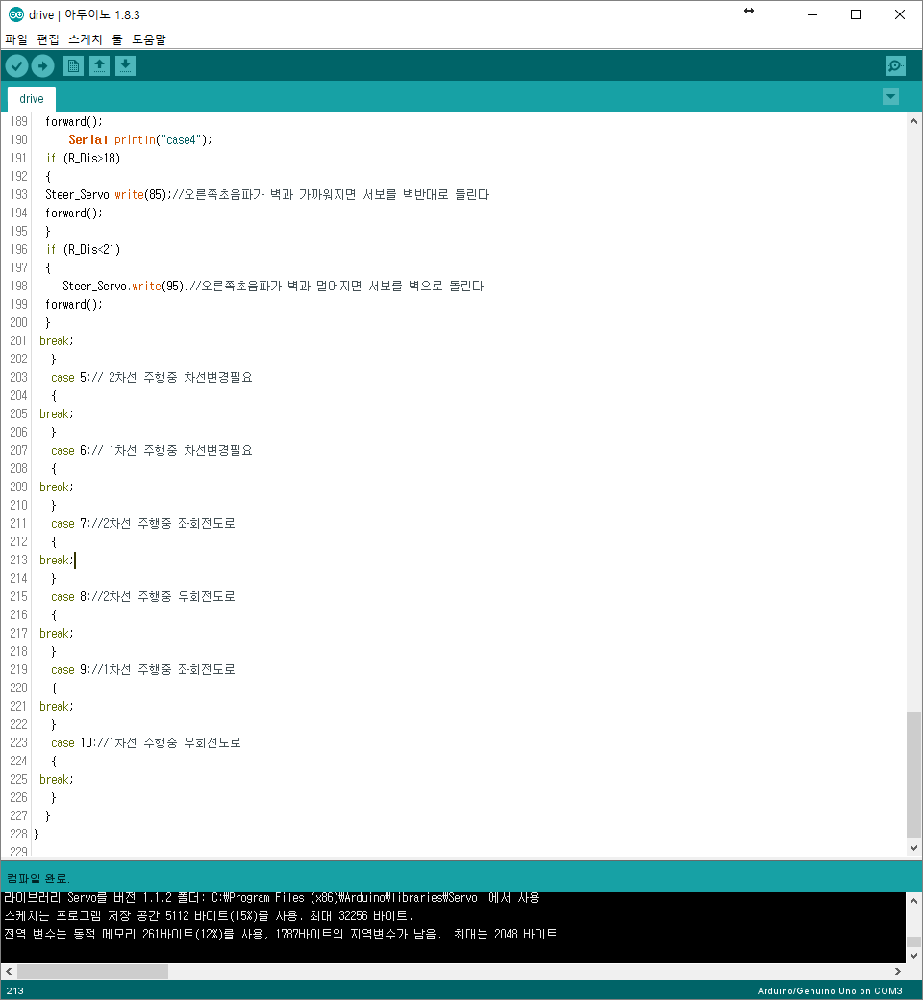 drive | 아두이노 1.8.3
파일 편집 스케치 툴 도움말
drive
189 forward();
190 Serial.println("case4");
191 if (R_Dis>18)
192 {
193 Steer_Servo.write(85);//오른쪽초음파가 벽과 가까워지면 서보를 벽반대로 돌린다
194 forward();
195 }
196 if (R_Dis<21)
197 {
198 Steer_Servo.write(95);//오른쪽초음파가 벽과 멀어지면 서보를 벽으로 돌린다
199 forward();
200 }
201 break;
202 }
203 case 5:// 2차선 주행중 차선변경필요
204 {
205 break;
206 }
207 case 6:// 1차선 주행중 차선변경필요
208 {
209 break;
210 }
211 case 7://2차선 주행중 좌회전도로
212 {
213 break;
214 }
215 case 8://2차선 주행중 우회전도로
216 {
217 break;
218 }
219 case 9://1차선 주행중 좌회전도로
220 {
221 break;
222 }
223 case 10://1차선 주행중 우회전도로
224 {
225 break;
226 }
227 }
228 }
229
컴파일 완료.
라이브러리 Servo를 버전 1.1.2 폴더: C:₩Program Files (x86)₩Arduino₩libraries₩Servo 에서 사용
스케치는 프로그램 저장 공간 5112 바이트(15%)를 사용. 최대 32256 바이트.
전역 변수는 동적 메모리 261바이트(12%)를 사용, 1787바이트의 지역변수가 남음. 최대는 2048 바이트.
213 Arduino/Genuino Uno on COM3